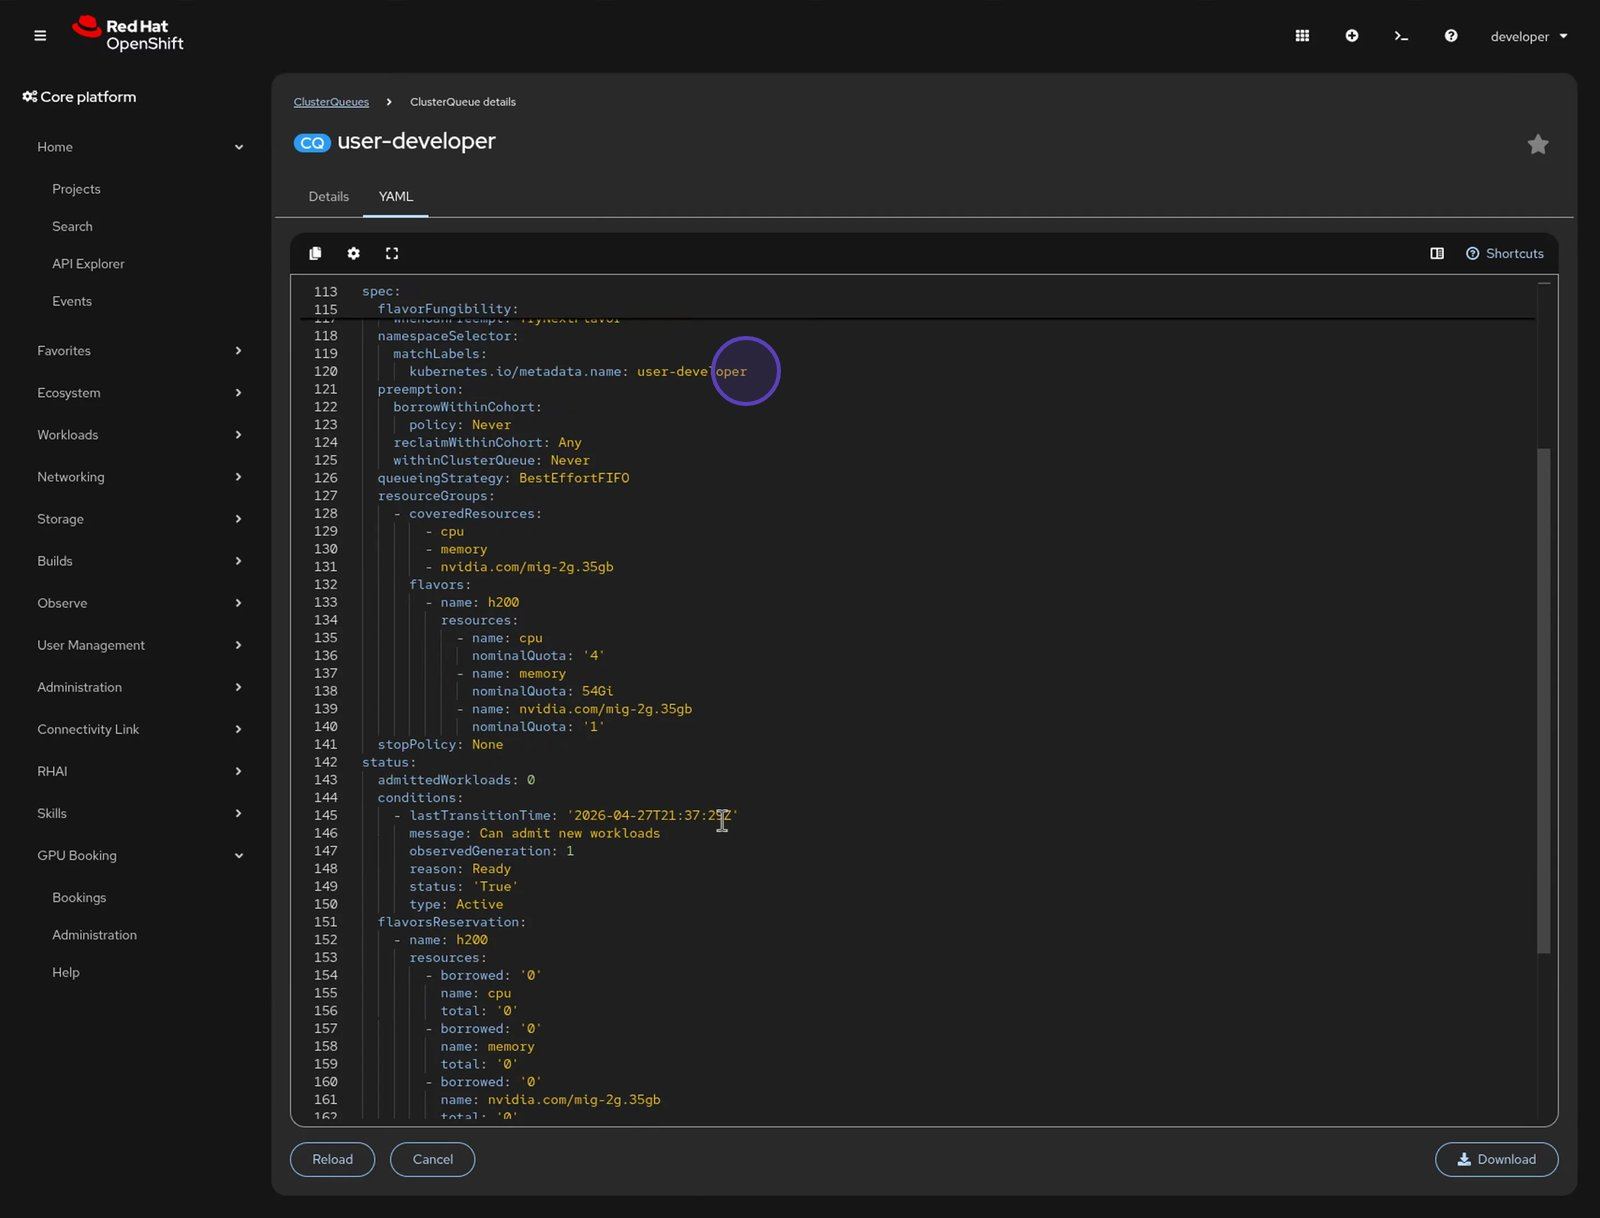 Red Hat
OpenShift
developer
Core platform
Home
Projects
Search
API Explorer
Events
Favorites
Ecosystem
Workloads
Networking
Storage
Builds
Observe
User Management
Administration
Connectivity Link
RHAI
Skills
GPU Booking
Bookings
Administration
Help
ClusterQueues > ClusterQueue details
CQ user-developer
Details YAML
Shortcuts
113 spec:
115 flavorFungibility:
118 namespaceSelector:
119 matchLabels:
120 kubernetes.io/metadata.name: user-developer
121 preemption:
122 borrowWithinCohort:
123 policy: Never
124 reclaimWithinCohort: Any
125 withinClusterQueue: Never
126 queueingStrategy: BestEffortFIFO
127 resourceGroups:
128 - coveredResources:
129 - cpu
130 - memory
131 - nvidia.com/mig-2g.35gb
132 flavors:
133 - name: h200
134 resources:
135 - name: cpu
136 nominalQuota: '4'
137 - name: memory
138 nominalQuota: 54Gi
139 - name: nvidia.com/mig-2g.35gb
140 nominalQuota: '1'
141 stopPolicy: None
142 status:
143 admittedWorkloads: 0
144 conditions:
145 - lastTransitionTime:
146 message: Can admit new workloads
147 observedGeneration: 1
148 reason: Ready
149 status: 'True'
150 type: Active
151 flavorsReservation:
152 - name: h200
153 resources:
154 - borrowed: '0'
155 name: cpu
156 total: '0'
157 - borrowed: '0'
158 name: memory
159 total: '0'
160 - borrowed: '0'
161 name: nvidia.com/mig-2g.35gb
162 total: '0'
Reload Cancel Download